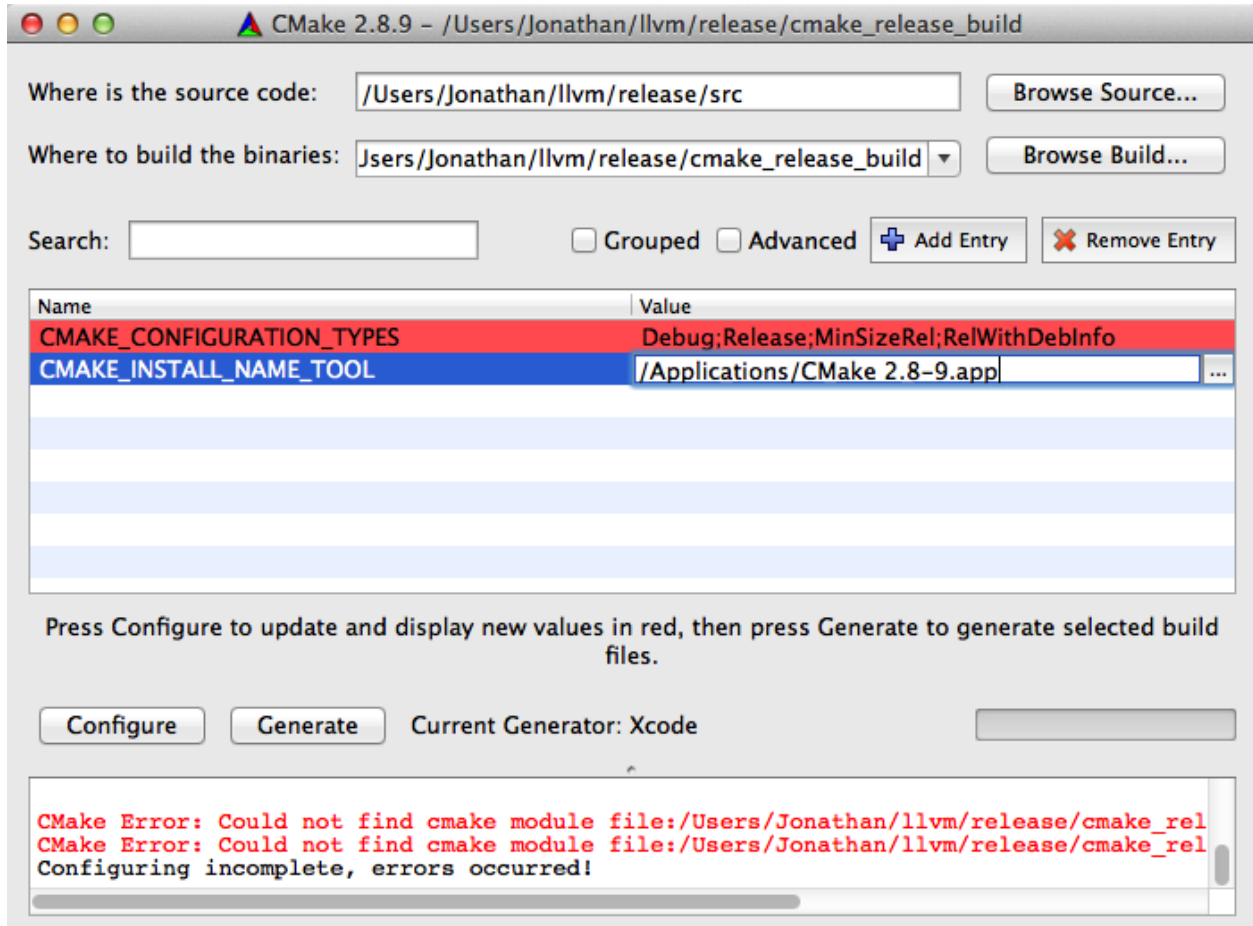 CMake 2.8.9 – /Users/Jonathan/llvm/release/cmake_release_build
Where is the source code: /Users/Jonathan/llvm/release/src Browse Source...
Where to build the binaries: Jsers/Jonathan/llvm/release/cmake_release_build Browse Build...
Search: Grouped Advanced Add Entry Remove Entry
Name Value
CMAKE_CONFIGURATION_TYPES Debug;Release;MinSizeRel;RelWithDebInfo
CMAKE_INSTALL_NAME_TOOL /Applications/CMake 2.8-9.app ...
Press Configure to update and display new values in red, then press Generate to generate selected build
files.
Configure Generate Current Generator: Xcode
CMake Error: Could not find cmake module file:/Users/Jonathan/llvm/release/cmake_rel
CMake Error: Could not find cmake module file:/Users/Jonathan/llvm/release/cmake_rel
Configuring incomplete, errors occurred!